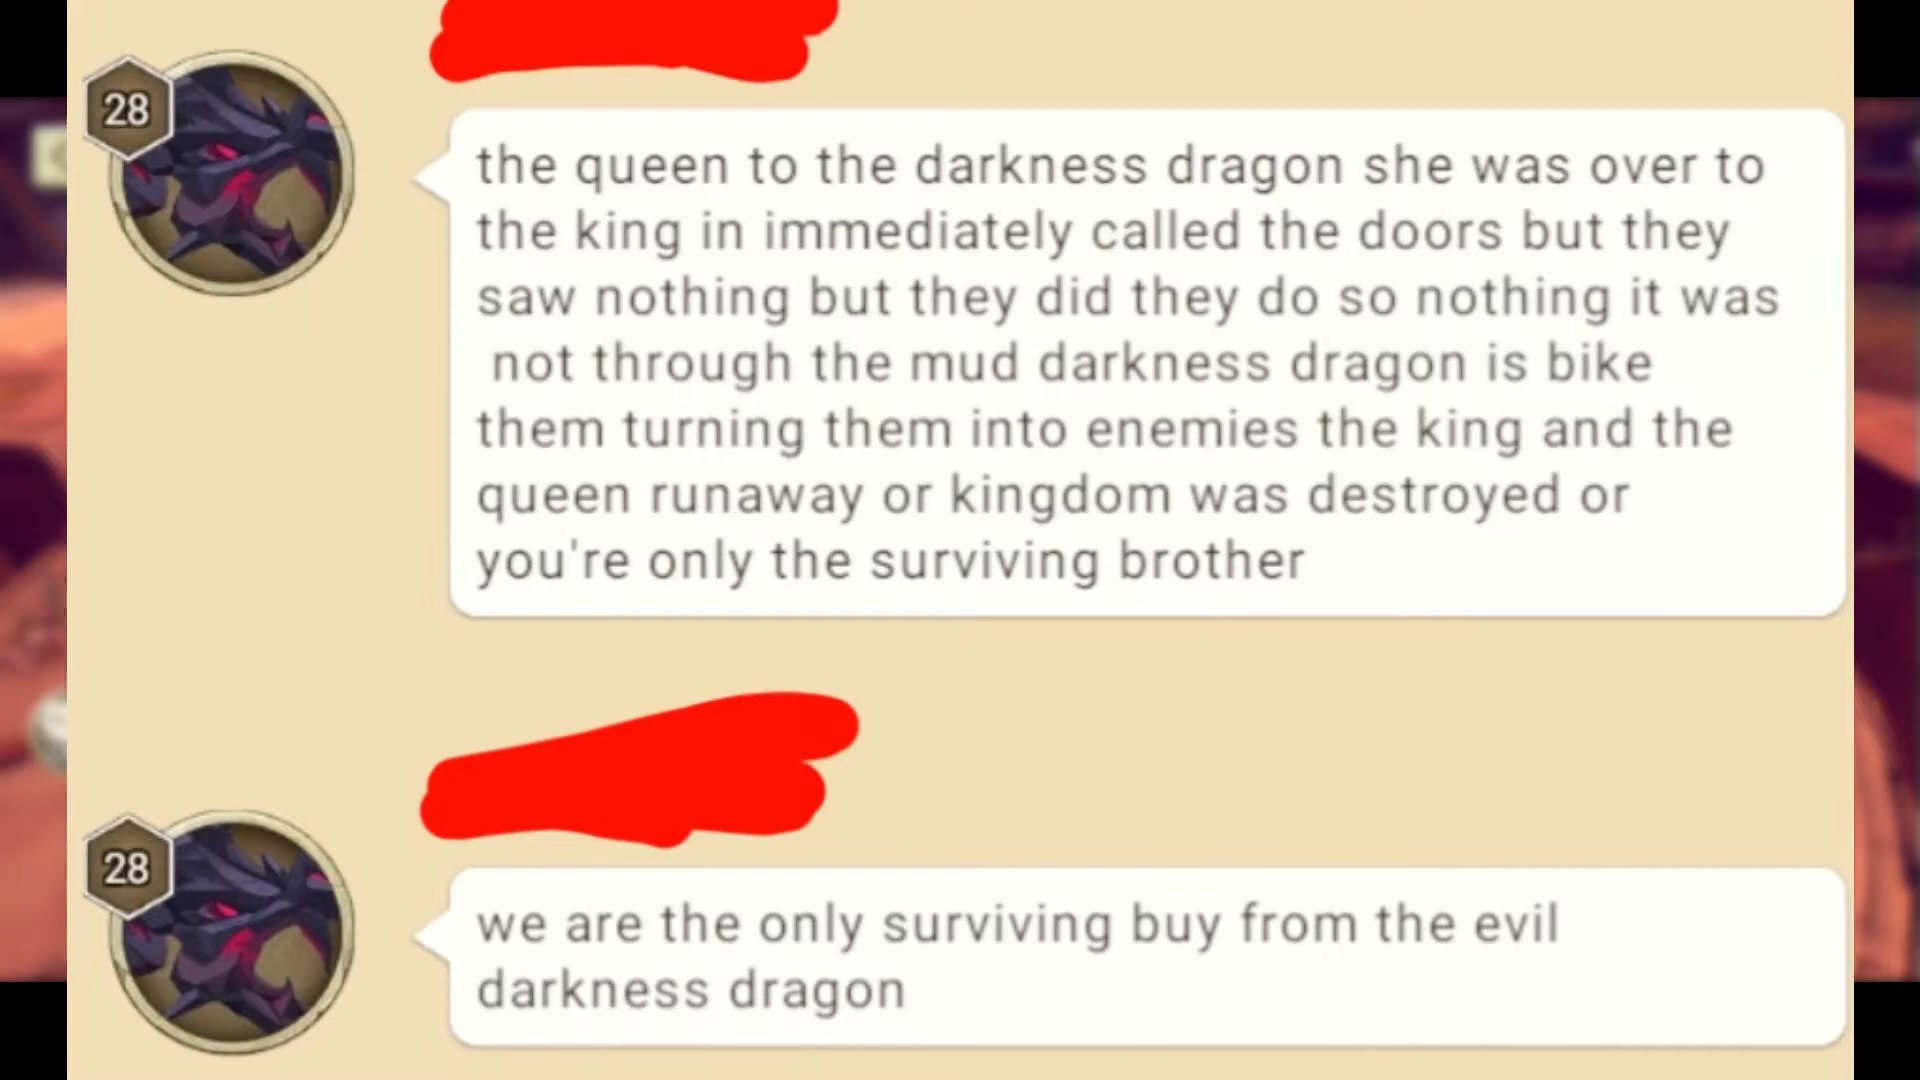 28
the queen to the darkness dragon she was over to
the king in immediately called the doors but they
saw nothing but they did they do so nothing it was
not through the mud darkness dragon is bike
them turning them into enemies the king and the
queen runaway or kingdom was destroyed or
you're only the surviving brother
28
we are the only surviving buy from the evil
darkness dragon